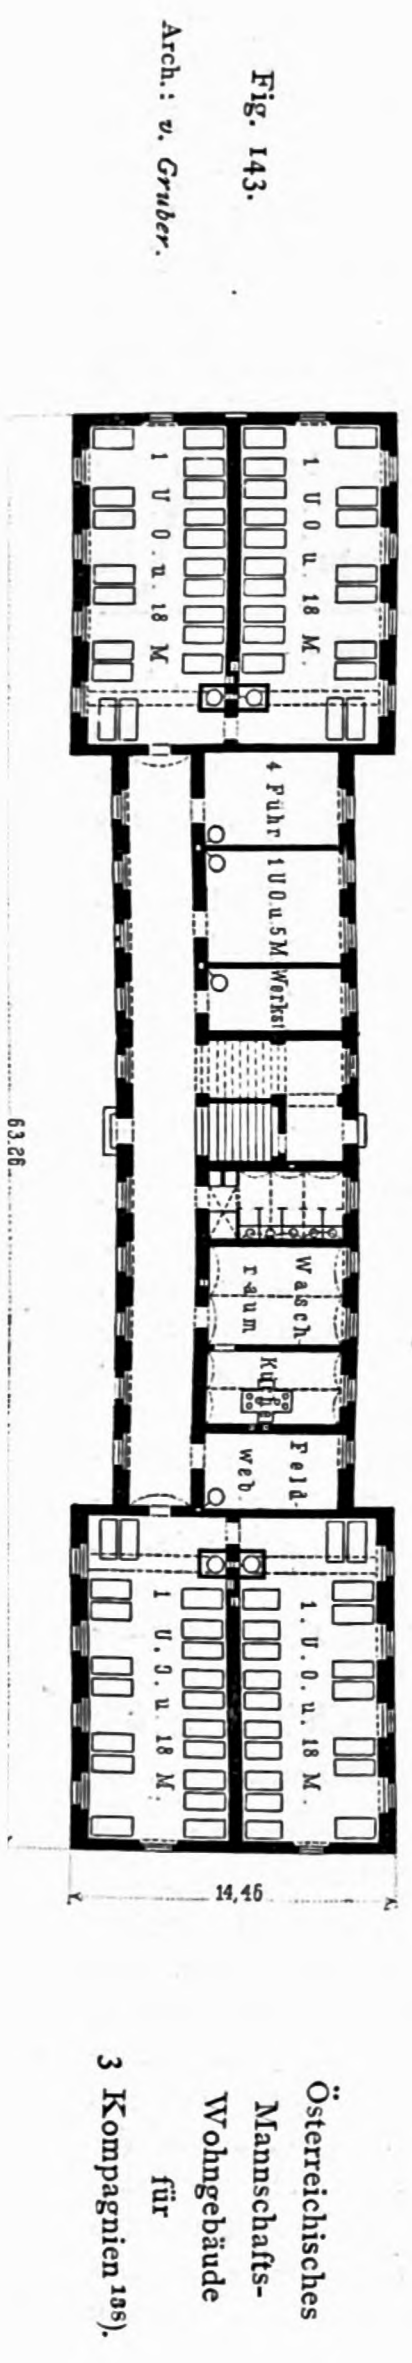 Fig. 143.
Arch.: v. Gruber.
1 U O. u. 18 M.
1 U O. u. 18 M
4 Führ
1 U O. u. 5 M
Werkst
Wasch-
raum
Küche
Feld-
web.
1. U. O. u. 18 M.
1 U. O. u. 18 M.
63,26
14,46
Österreichisches
Mannschafts-
Wohngebäude
für
3 Kompagnien 138).